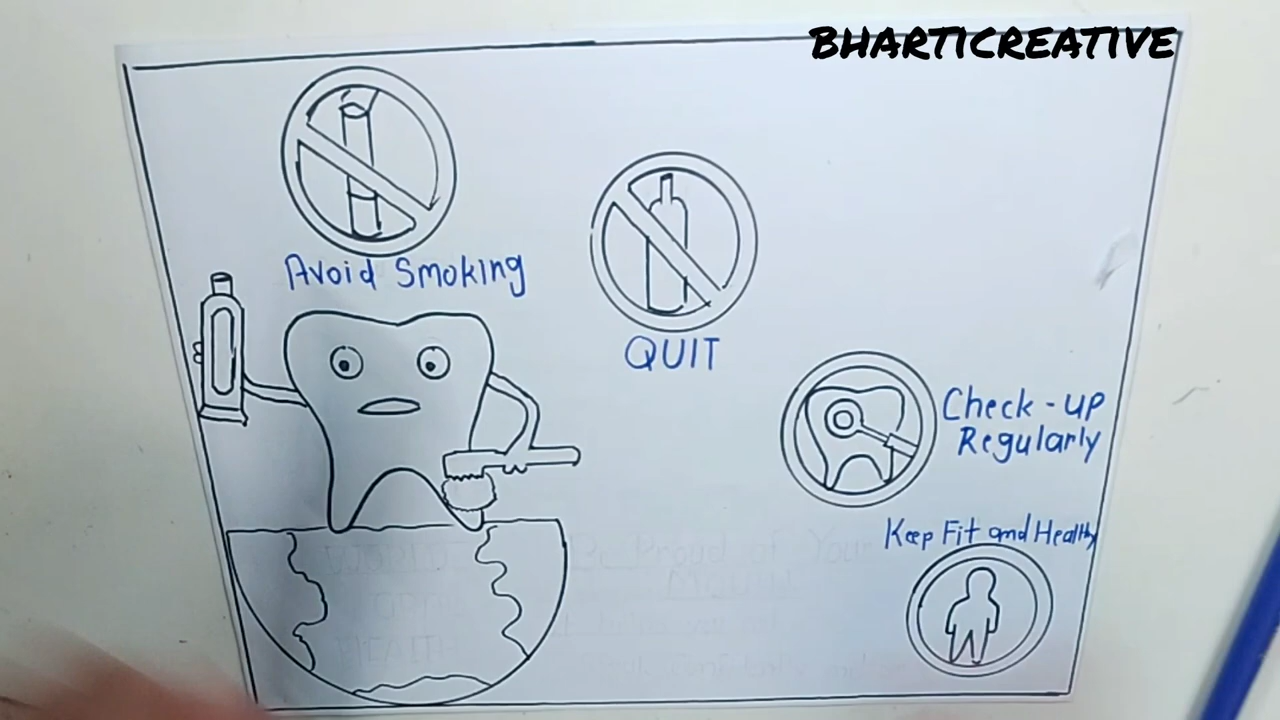 BHARTICREATIVE
Avoid Smoking
QUIT
Check-up
Regularly
Keep Fit and Healthy